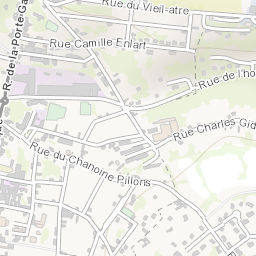 Rue du Vieil-atre
Rue Camille Enlart
R. de la Porte-Ga
Rue de l'ho
Rue Charles Gid
Rue du Chanoine Pillons